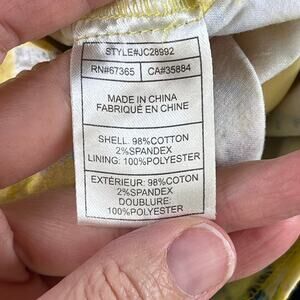 STYLE#JC28992
RN#67365 CA#35884
MADE IN CHINA
FABRIQUÉ EN CHINE
SHELL: 98%COTTON
2%SPANDEX
LINING: 100%POLYESTER
EXTÉRIEUR: 98%COTON
2%SPANDEX
DOUBLURE:
100%POLYESTER